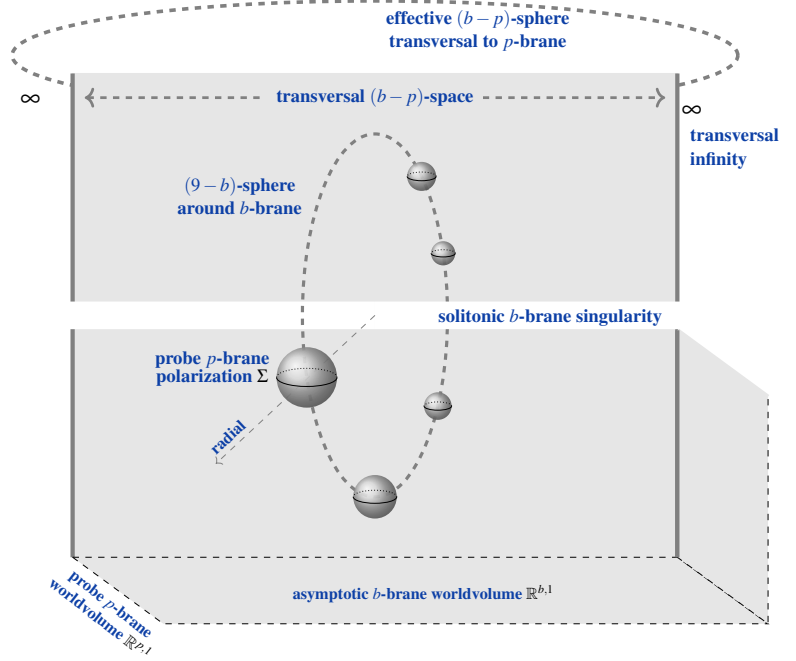 effective (b − p)-sphere
transversal to p-brane
∞
transversal (b − p)-space
∞
transversal
infinity
(9 − b)-sphere
around b-brane
solitonic b-brane singularity
probe p-brane
polarization Σ
radial
asymptotic b-brane worldvolume ℝ^{b,1}
probe p-brane
worldvolume ℝ^{p,1}